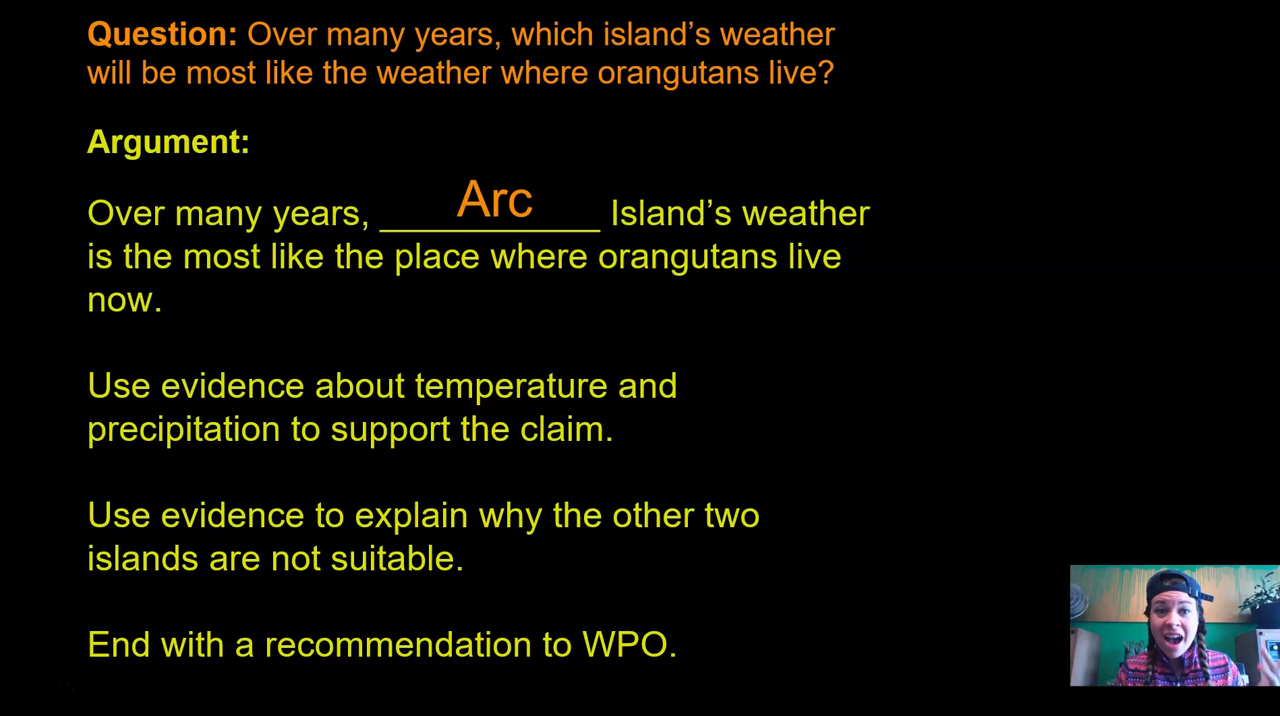 Question: Over many years, which island’s weather
will be most like the weather where orangutans live?
Argument:
Over many years, ___________ Island’s weather
Arc
is the most like the place where orangutans live
now.
Use evidence about temperature and
precipitation to support the claim.
Use evidence to explain why the other two
islands are not suitable.
End with a recommendation to WPO.